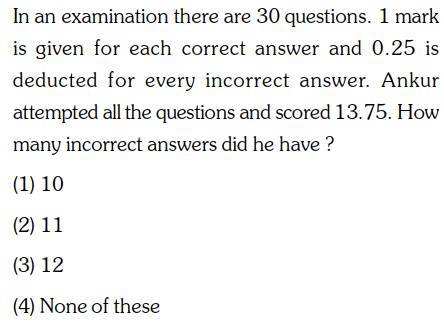 In an examination there are 30 questions. 1 mark
is given for each correct answer and 0.25 is
deducted for every incorrect answer. Ankur
attempted all the questions and scored 13.75. How
many incorrect answers did he have ?
(1) 10
(2) 11
(3) 12
(4) None of these